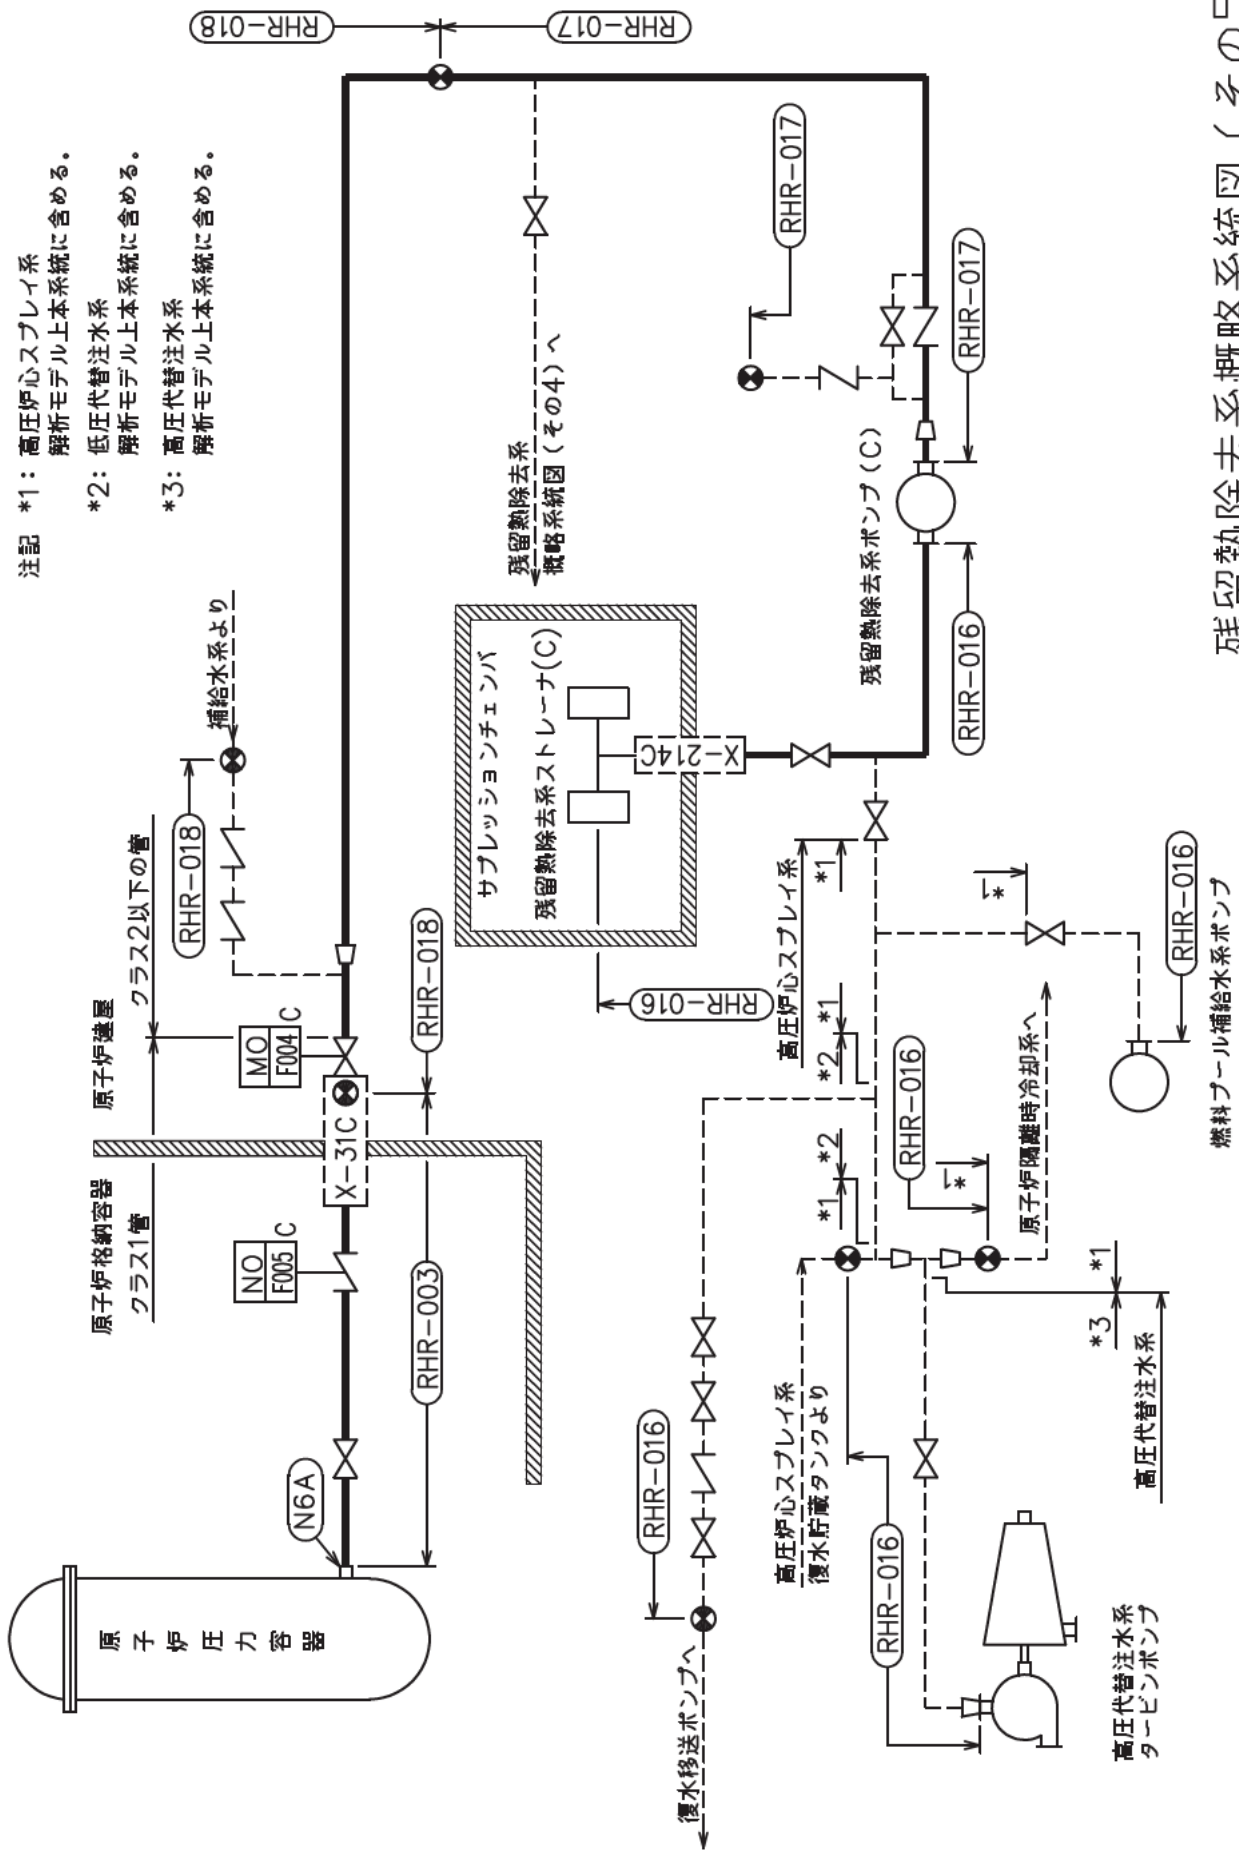 注記 *1: 高圧炉心スプレイ系
解析モデル上本系統に含める。
*2: 低圧代替注水系
解析モデル上本系統に含める。
*3: 高圧代替注水系
解析モデル上本系統に含める。
原子炉圧力容器
N6A
原子炉格納容器
クラス1管
原子炉建屋
クラス2以下の管
NO
F005
C
X-31C
MO
F004
C
RHR-003
RHR-018
RHR-018
補給水系より
RHR-018
RHR-017
残留熱除去系
概略系統図(その4)へ
サプレッションチェンバ
残留熱除去系ストレーナ(C)
X-214C
RHR-016
RHR-017
残留熱除去系ポンプ(C)
RHR-016
RHR-017
高圧炉心スプレイ系
*1
*2
*1
*1
*2
*1
RHR-016
燃料プール補給水系ポンプ
RHR-016
*1
原子炉隔離時冷却系へ
RHR-016
復水移送ポンプへ
高圧炉心スプレイ系
復水貯蔵タンクより
RHR-016
*3
*1
高圧代替注水系
高圧代替注水系
タービンポンプ
残留熱除去系概略系統図(その